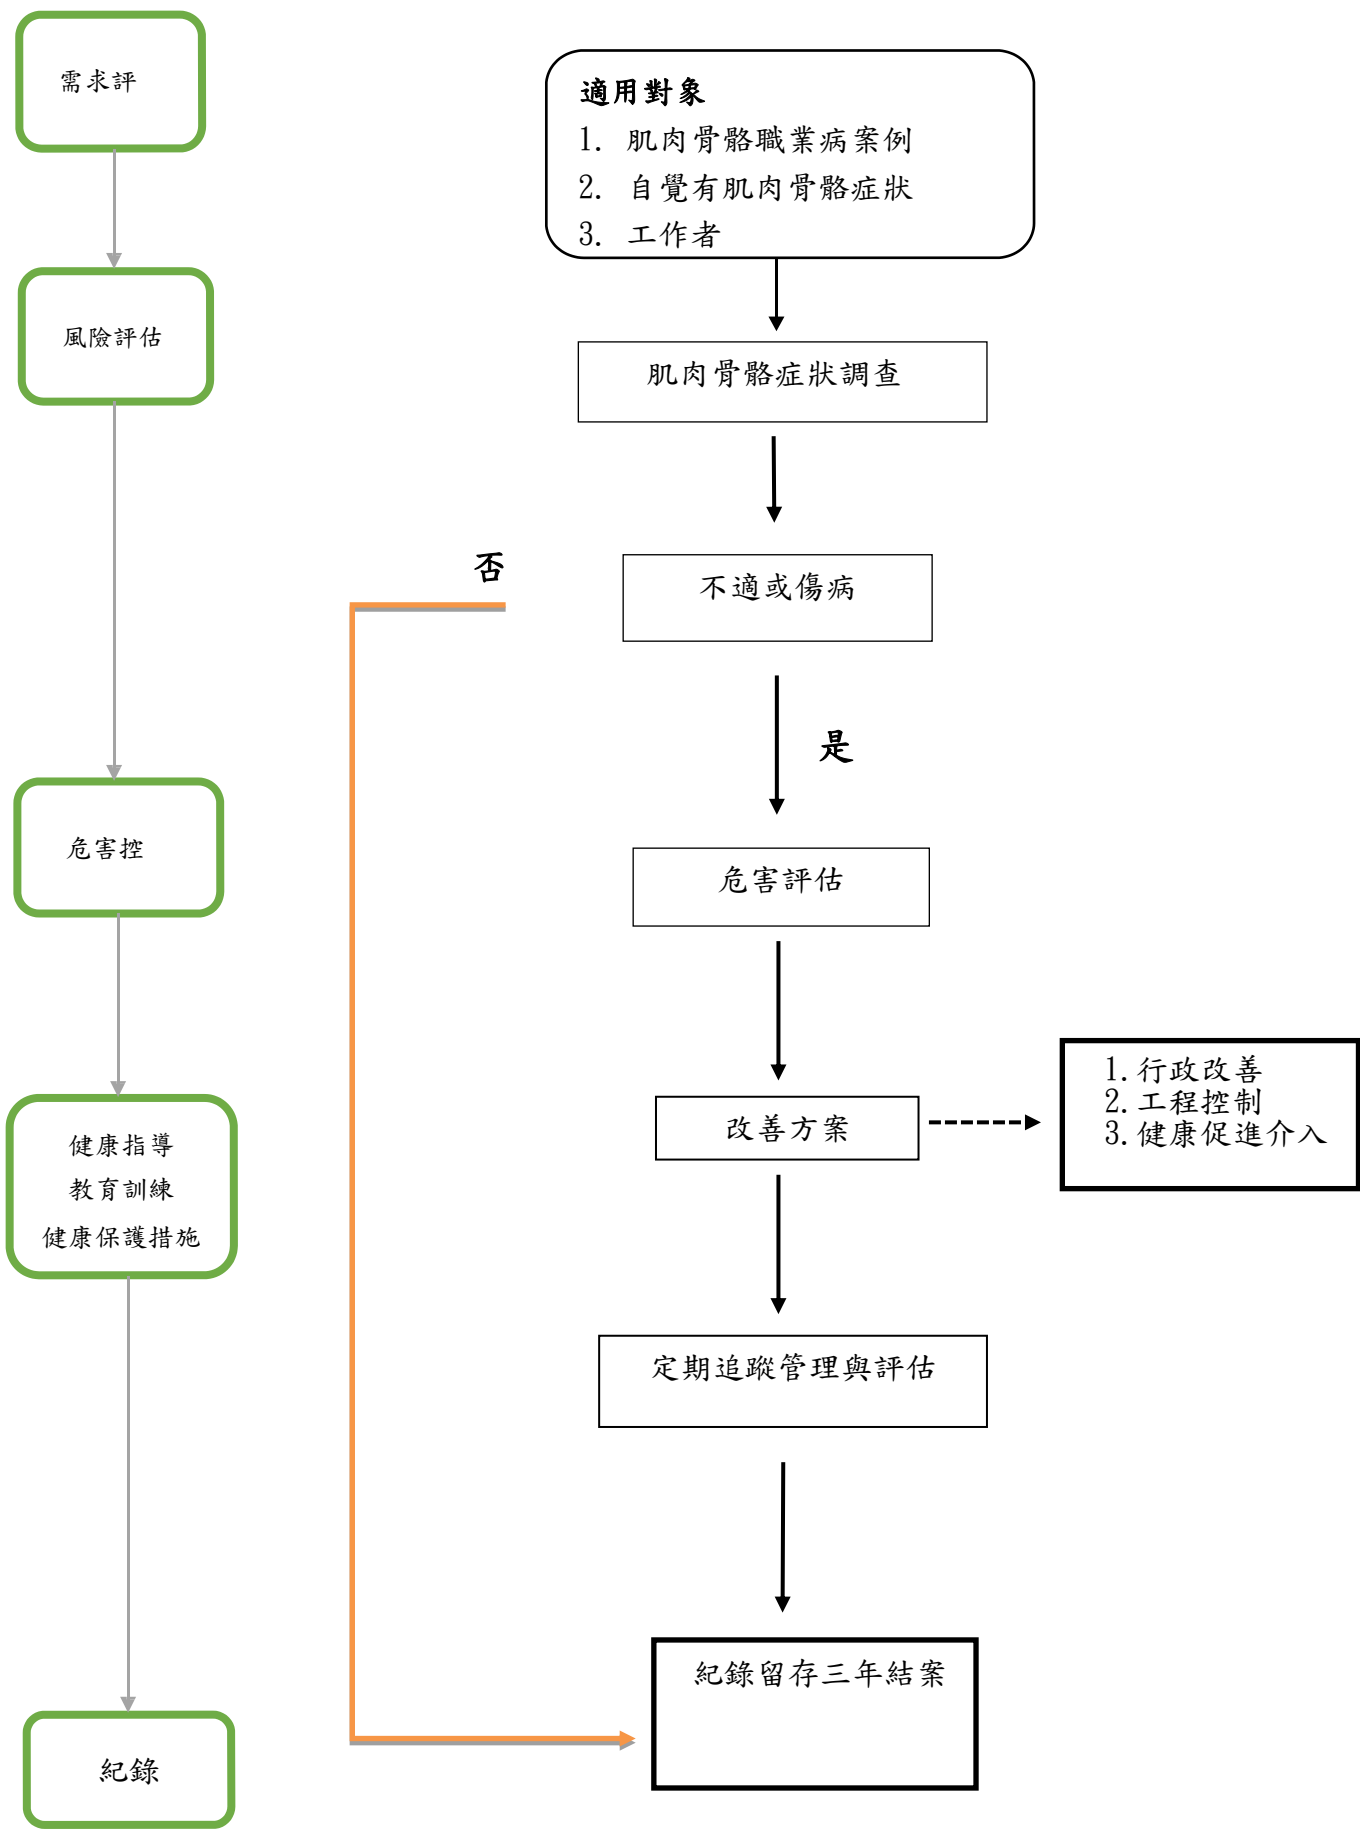 需求評
風險評估
危害控
健康指導
教育訓練
健康保護措施
紀錄
適用對象
1. 肌肉骨骼職業病案例
2. 自覺有肌肉骨骼症狀
3. 工作者
肌肉骨骼症狀調查
否
不適或傷病
是
危害評估
改善方案
1.行政改善
2.工程控制
3.健康促進介入
定期追蹤管理與評估
紀錄留存三年結案